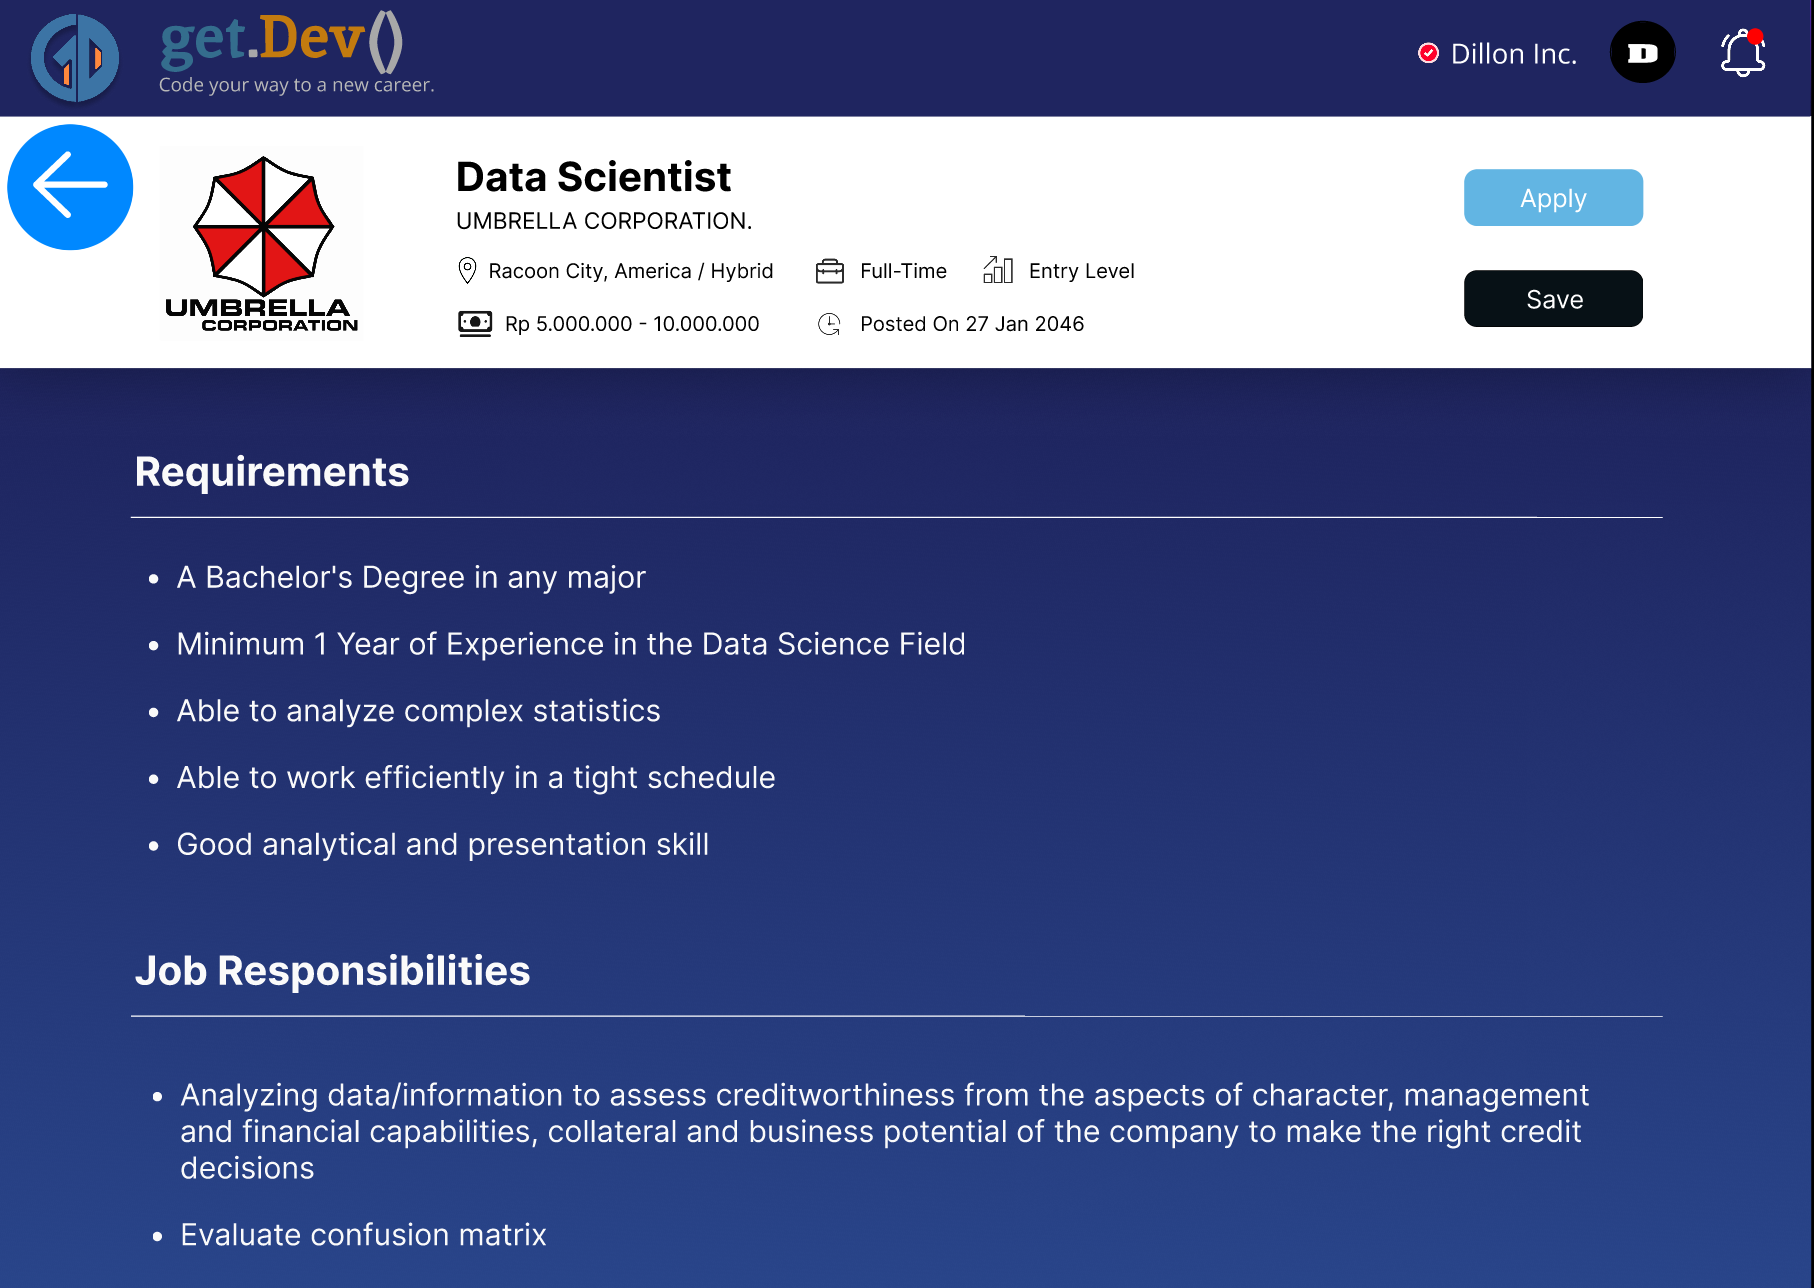 get.Dev()
Code your way to a new career.
Dillon Inc.
D
UMBRELLA
CORPORATION
Data Scientist
UMBRELLA CORPORATION.
Racoon City, America / Hybrid
Full-Time
Entry Level
Rp 5.000.000 - 10.000.000
Posted On 27 Jan 2046
Apply
Save
Requirements
• A Bachelor's Degree in any major
• Minimum 1 Year of Experience in the Data Science Field
• Able to analyze complex statistics
• Able to work efficiently in a tight schedule
• Good analytical and presentation skill
Job Responsibilities
• Analyzing data/information to assess creditworthiness from the aspects of character, management
and financial capabilities, collateral and business potential of the company to make the right credit
decisions
• Evaluate confusion matrix